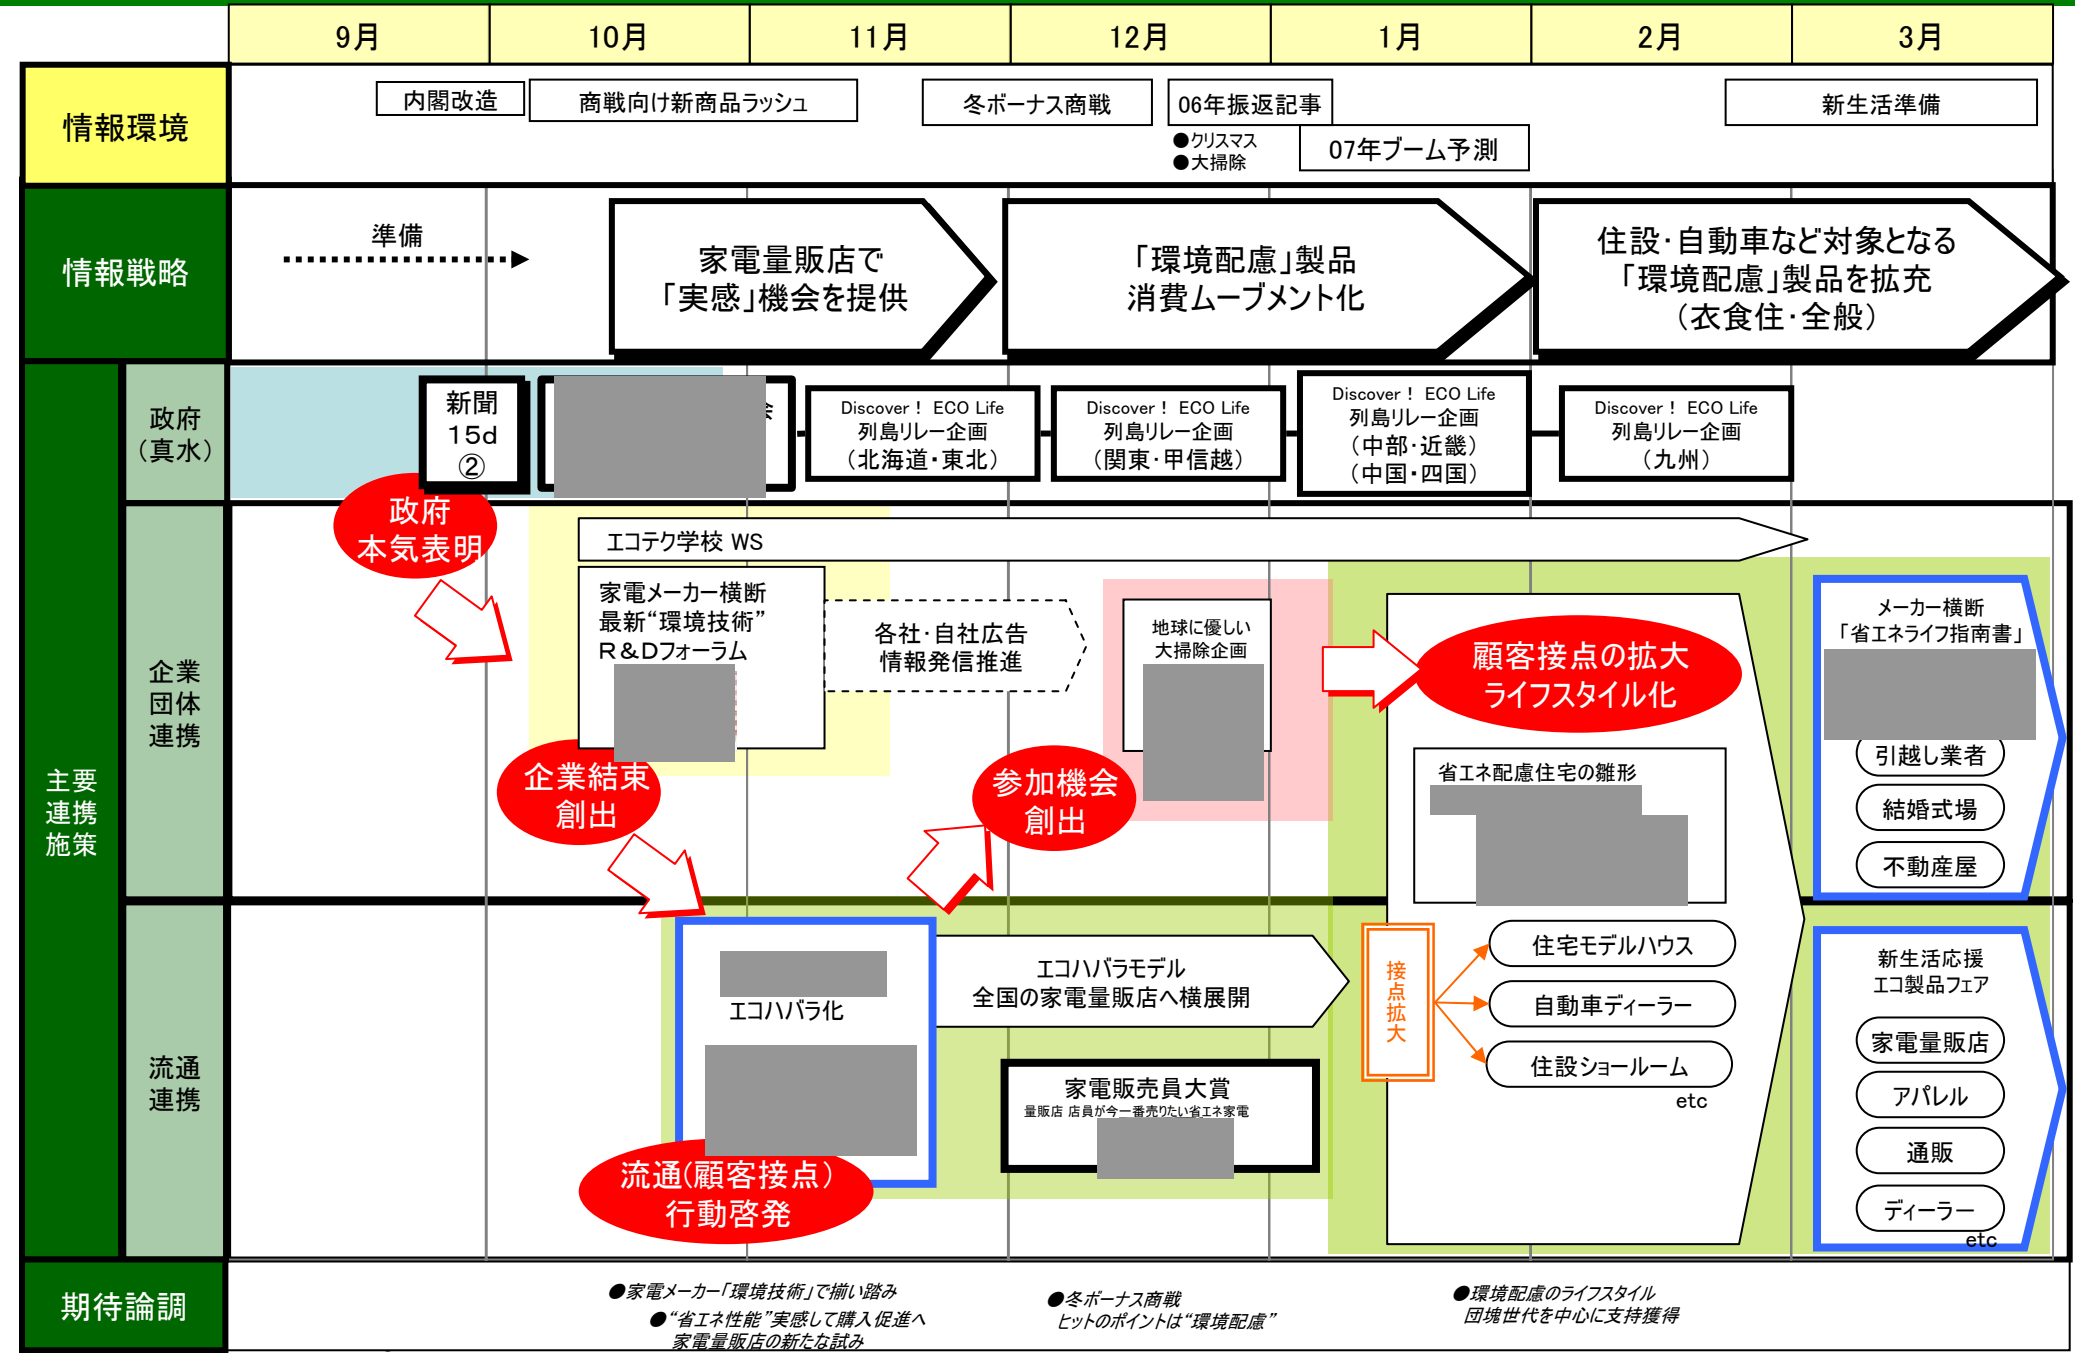 9月
10月
11月
12月
1月
2月
3月
情報環境
内閣改造
商戦向け新商品ラッシュ
冬ボーナス商戦
06年振返記事
●クリスマス
●大掃除
07年ブーム予測
新生活準備
情報戦略
準備
家電量販店で
「実感」機会を提供
「環境配慮」製品
消費ムーブメント化
住設・自動車など対象となる
「環境配慮」製品を拡充
（衣食住・全般）
主要
連携
施策
政府
（真水）
新聞
15d
②
Discover！ ECO Life
列島リレー企画
（北海道・東北）
Discover！ ECO Life
列島リレー企画
（関東・甲信越）
Discover！ ECO Life
列島リレー企画
（中部・近畿）
（中国・四国）
Discover！ ECO Life
列島リレー企画
（九州）
政府
本気表明
企業
団体
連携
エコテク学校 WS
家電メーカー横断
最新“環境技術”
R＆Dフォーラム
各社・自社広告
情報発信推進
地球に優しい
大掃除企画
顧客接点の拡大
ライフスタイル化
メーカー横断
「省エネライフ指南書」
引越し業者
結婚式場
不動産屋
企業結束
創出
参加機会
創出
省エネ配慮住宅の雛形
流通
連携
エコハバラ化
エコハバラモデル
全国の家電量販店へ横展開
家電販売員大賞
量販店 店員が今一番売りたい省エネ家電
流通(顧客接点）
行動啓発
接点拡大
住宅モデルハウス
自動車ディーラー
住設ショールーム
etc
新生活応援
エコ製品フェア
家電量販店
アパレル
通販
ディーラー
etc
期待論調
●家電メーカー「環境技術」で揃い踏み
●“省エネ性能”実感して購入促進へ
家電量販店の新たな試み
●冬ボーナス商戦
ヒットのポイントは“環境配慮”
●環境配慮のライフスタイル
団塊世代を中心に支持獲得